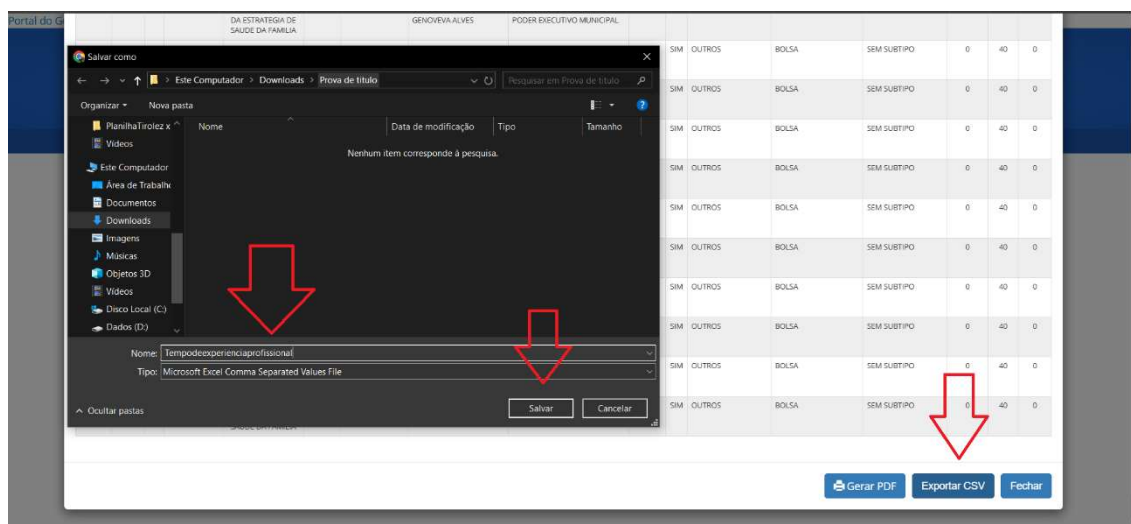 Portal do G
DA ESTRATEGIA DE SAUDE DA FAMILIA GENOVEVA ALVES PODER EXECUTIVO MUNICIPAL
Salvar como
Este Computador > Downloads > Prova de titulo Pesquisar em Prova de titulo
Organizar Nova pasta
Nome Data de modificação Tipo Tamanho
Nenhum item corresponde à pesquisa.
PlanilhaTirolez x
Vídeos
Este Computador
Área de Trabalho
Documentos
Downloads
Imagens
Músicas
Objetos 3D
Vídeos
Disco Local (C:)
Dados (D:)
Nome: Tempodeexperienciaprofissional
Tipo: Microsoft Excel Comma Separated Values File
Ocultar pastas Salvar Cancelar
SIM OUTROS BOLSA SEM SUBTIPO 0 40 0
SIM OUTROS BOLSA SEM SUBTIPO 0 40 0
SIM OUTROS BOLSA SEM SUBTIPO 0 40 0
SIM OUTROS BOLSA SEM SUBTIPO 0 40 0
SIM OUTROS BOLSA SEM SUBTIPO 0 40 0
SIM OUTROS BOLSA SEM SUBTIPO 0 40 0
SIM OUTROS BOLSA SEM SUBTIPO 0 40 0
SIM OUTROS BOLSA SEM SUBTIPO 0 40 0
SIM OUTROS BOLSA SEM SUBTIPO 0 40 0
SIM OUTROS BOLSA SEM SUBTIPO 0 40 0
SAUDE DA FAMILIA
Gerar PDF Exportar CSV Fechar